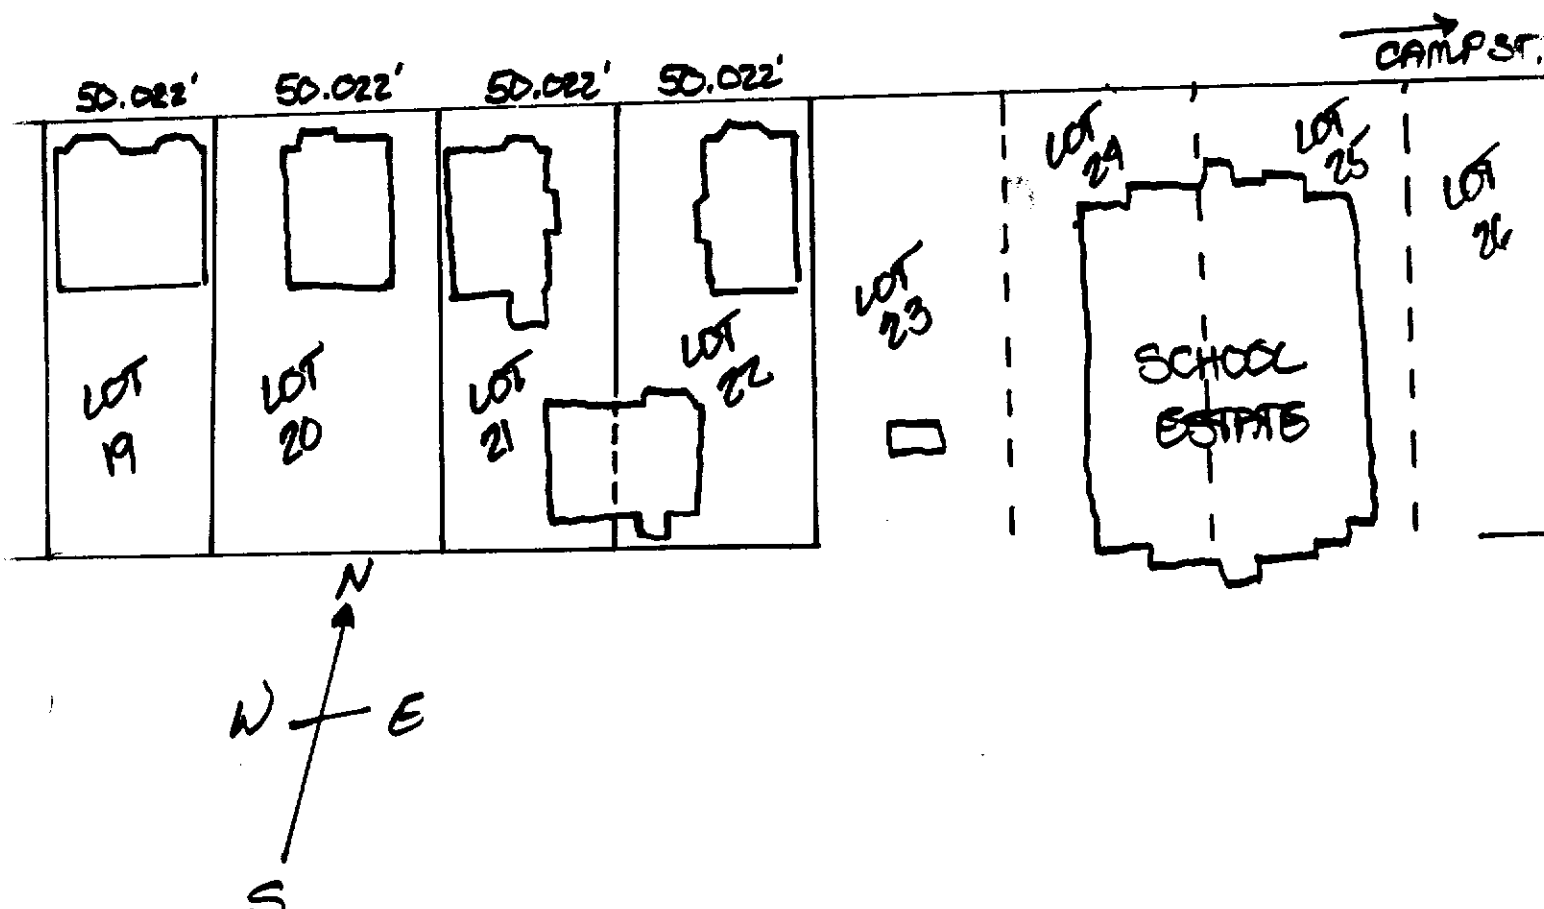 CAMP ST.
50.022'
50.022'
50.022'
50.022'
LOT
24
LOT
25
LOT
26
LOT
23
LOT
22
LOT
19
LOT
20
LOT
21
SCHOOL
ESTATE
N
W
E
S